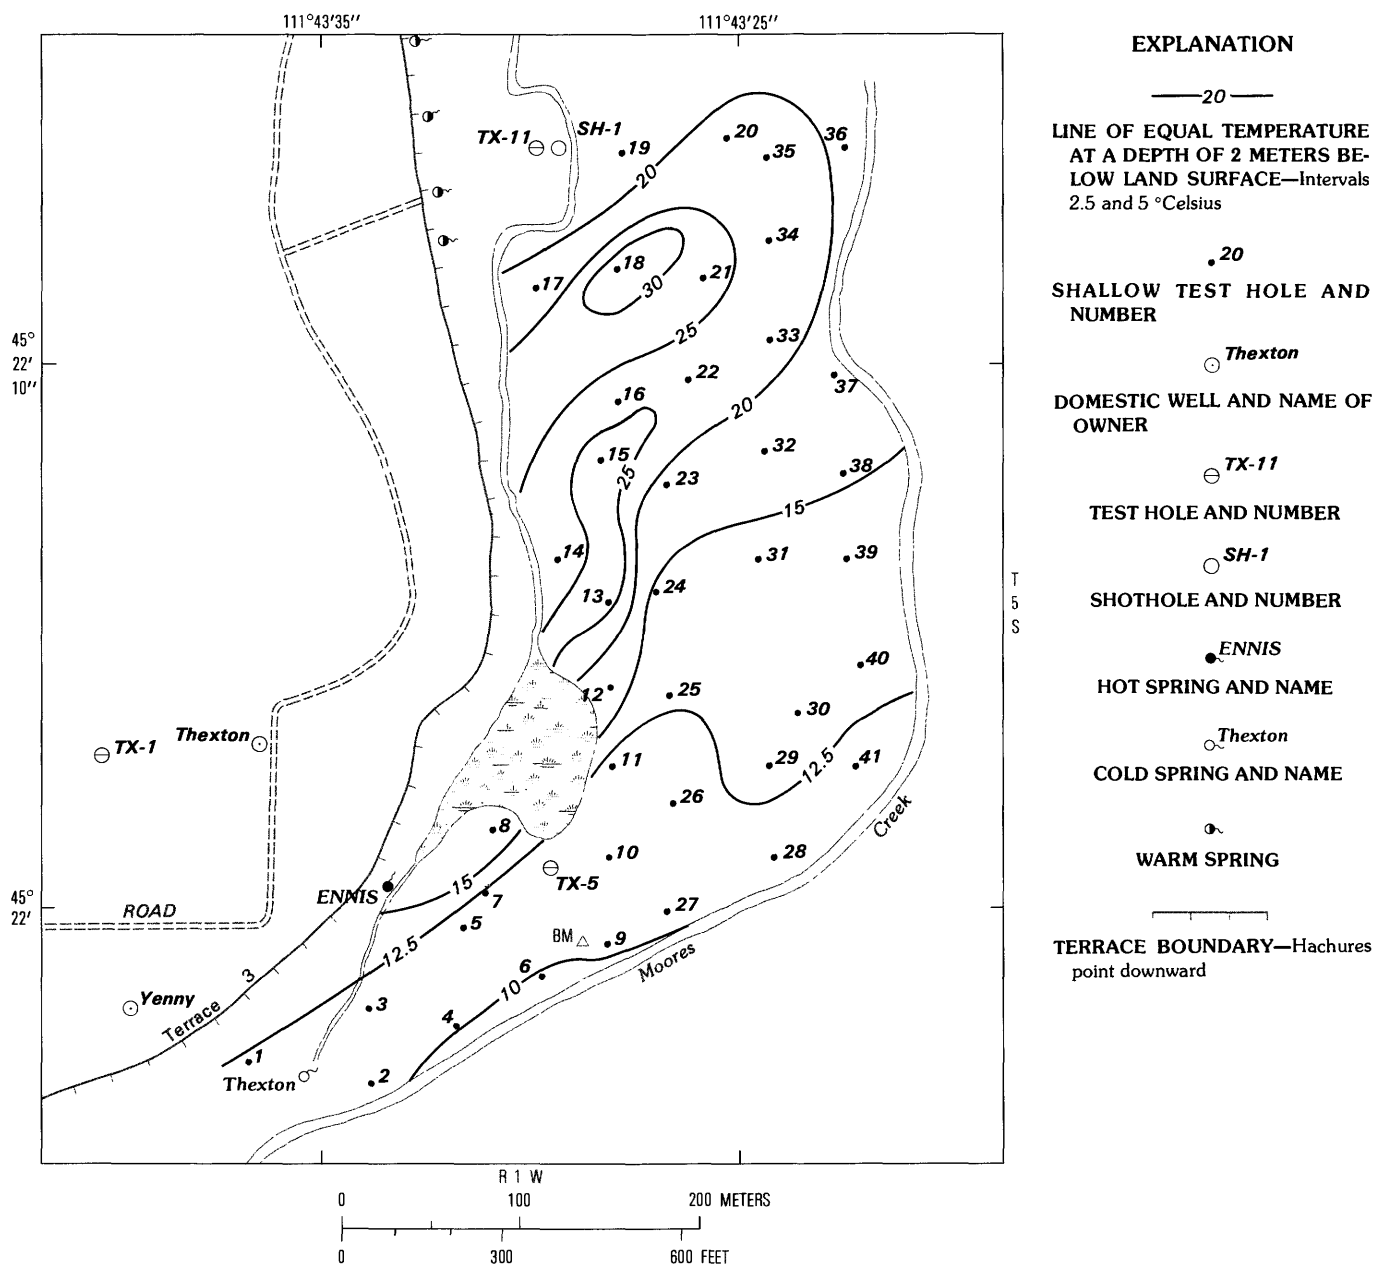 111°43'35"
111°43'25"
EXPLANATION
20
LINE OF EQUAL TEMPERATURE
AT A DEPTH OF 2 METERS BE-
LOW LAND SURFACE—Intervals
2.5 and 5 °Celsius
20
SHALLOW TEST HOLE AND
NUMBER
Thexton
DOMESTIC WELL AND NAME OF
OWNER
TX-11
TEST HOLE AND NUMBER
SH-1
SHOTHOLE AND NUMBER
ENNIS
HOT SPRING AND NAME
Thexton
COLD SPRING AND NAME
WARM SPRING
TERRACE BOUNDARY—Hachures
point downward
TX-11
SH-1
19
20
20
35
36
34
18
21
17
30
45°
22'
10"
25
33
22
37
16
20
15
25
23
32
38
15
14
31
39
13
24
T
5
S
40
12
25
30
TX-1
Thexton
11
29
12.5
41
26
Creek
8
10
28
TX-5
ENNIS
15
7
45°
22'
ROAD
27
5
BM
9
12.5
Moores
6
10
3
Yenny
Terrace
3
4
1
Thexton
2
R 1 W
0
100
200 METERS
0
300
600 FEET